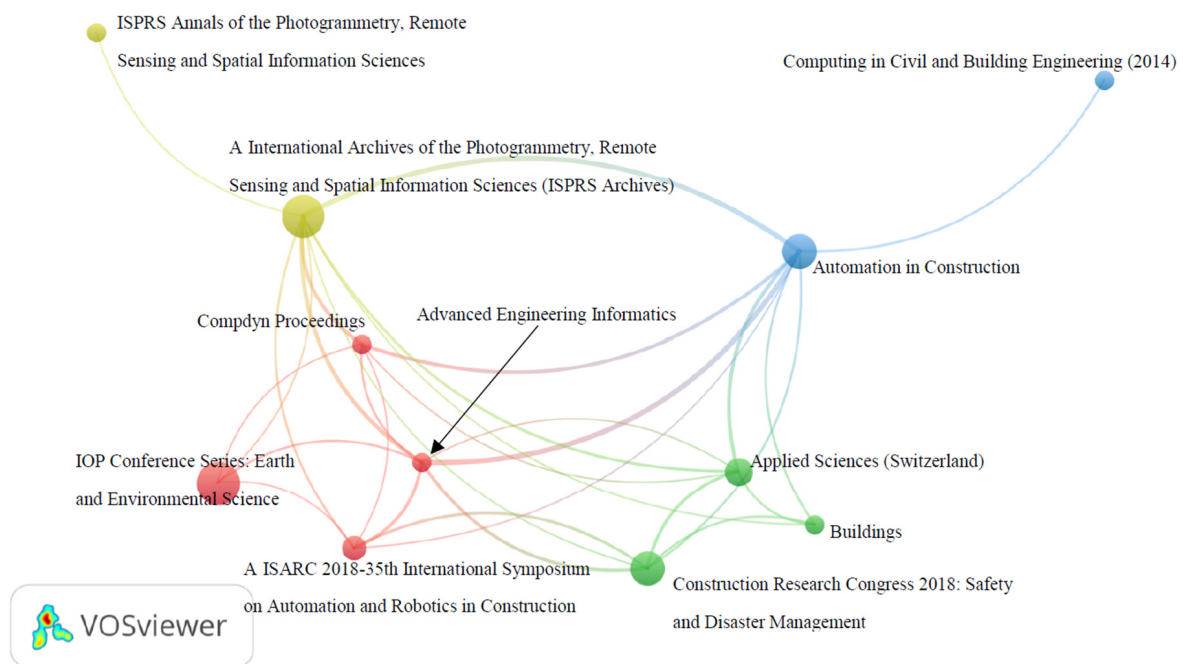 ISPRS Annals of the Photogrammetry, Remote
Sensing and Spatial Information Sciences
Computing in Civil and Building Engineering (2014)
A International Archives of the Photogrammetry, Remote
Sensing and Spatial Information Sciences (ISPRS Archives)
Automation in Construction
Compdyn Proceedings
Advanced Engineering Informatics
IOP Conference Series: Earth
and Environmental Science
Applied Sciences (Switzerland)
Buildings
A ISARC 2018-35th International Symposium
on Automation and Robotics in Construction
Construction Research Congress 2018: Safety
and Disaster Management
VOSviewer